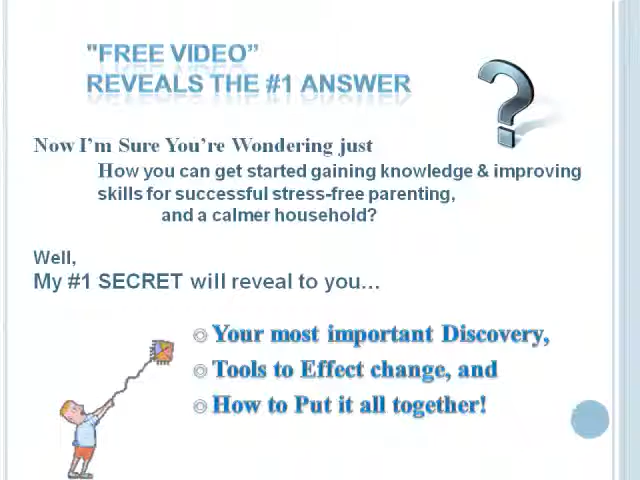 "FREE VIDEO”
REVEALS THE #1 ANSWER
Now I’m Sure You’re Wondering just
How you can get started gaining knowledge & improving
skills for successful stress-free parenting,
and a calmer household?
Well,
My #1 SECRET will reveal to you…
Your most important Discovery,
Tools to Effect change, and
How to Put it all together!